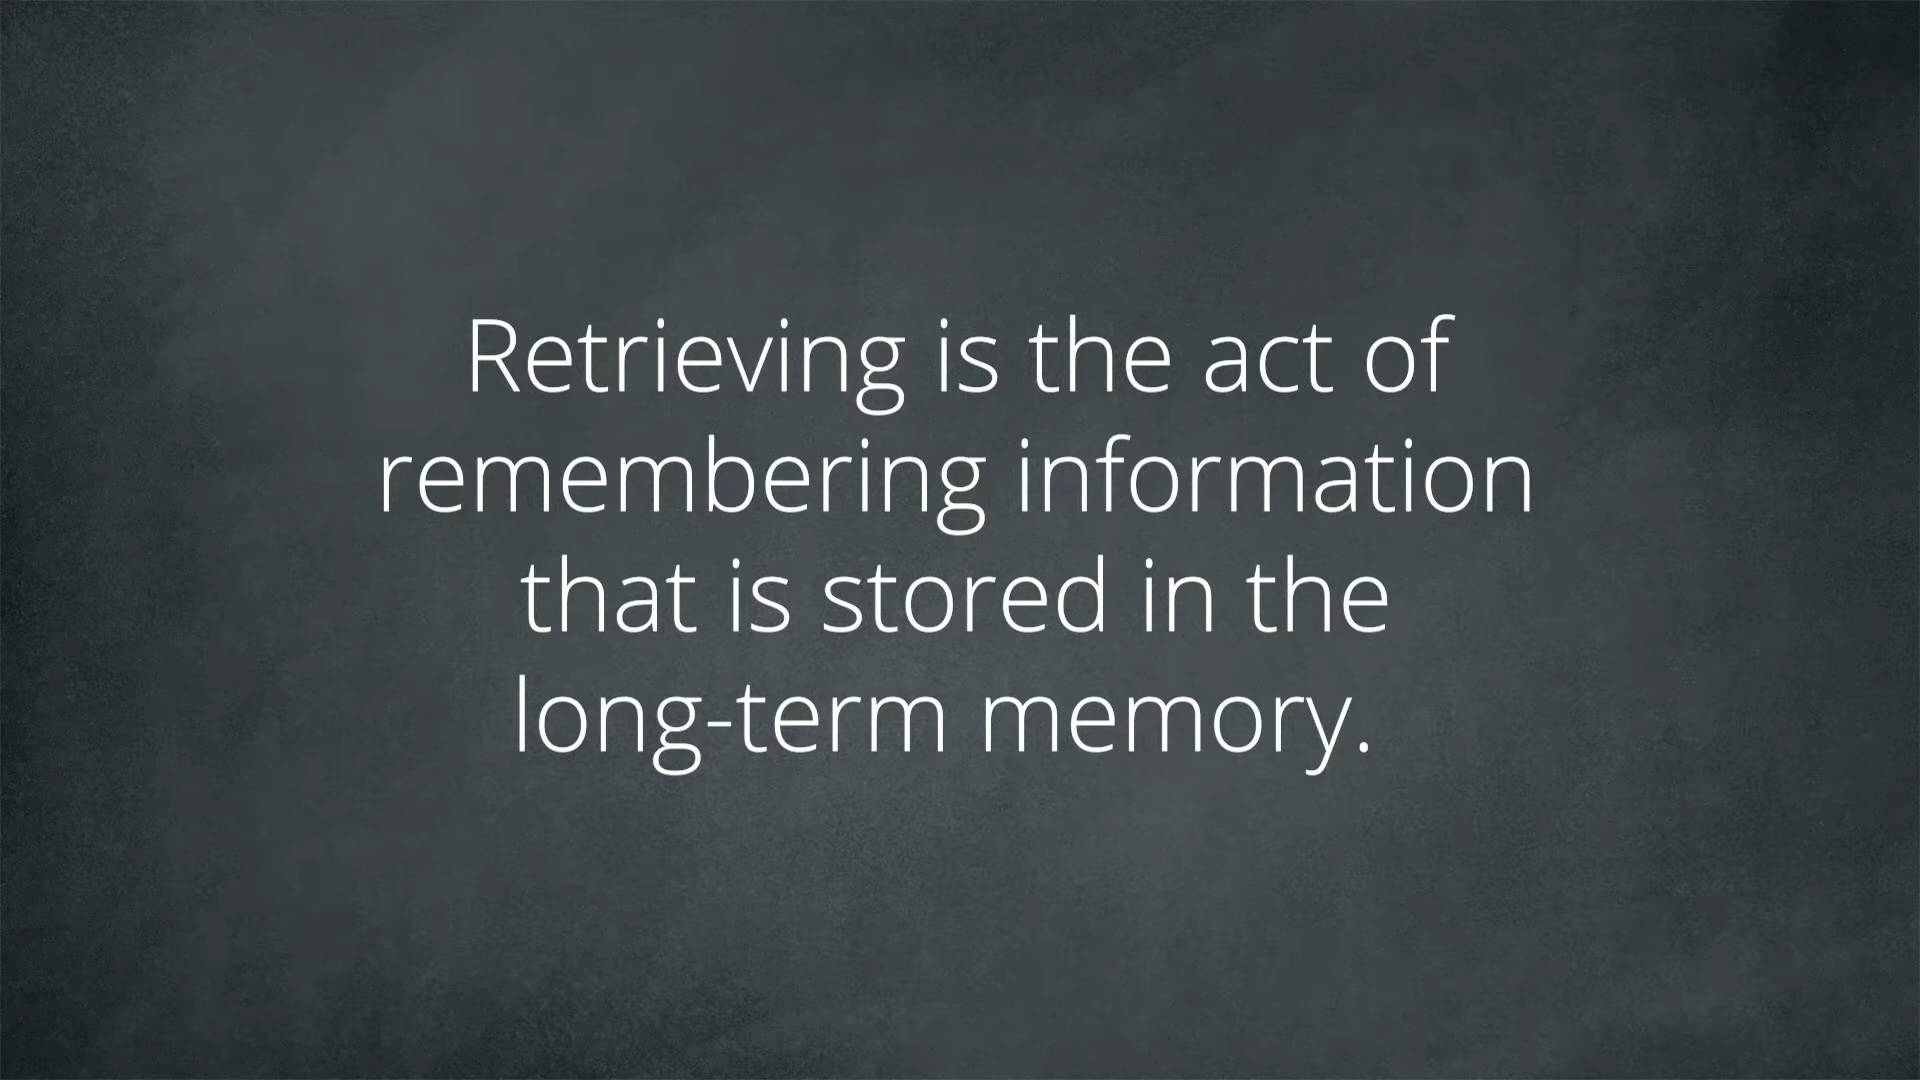 Retrieving is the act of
remembering information
that is stored in the
long-term memory.